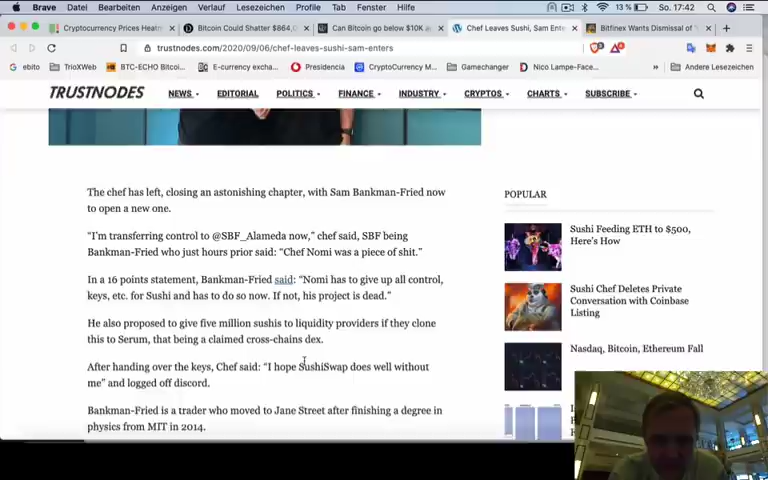 Brave Datei Bearbeiten Anzeigen Verlauf Lesezeichen Profile Tab Fenster Hilfe 13 % So. 17:42
Cryptocurrency Prices Heatm
Bitcoin Could Shatter $864,0
Can Bitcoin go below $10K a
Chef Leaves Sushi, Sam Ente
Bitfinex Wants Dismissal of
trustnodes.com/2020/09/06/chef-leaves-sushi-sam-enters
ebito TrioXWeb BTC-ECHO Bitcoi... E-currency excha... Presidencia CryptoCurrency M... Gamechanger Nico Lampe-Face... » Andere Lesezeichen
TRUSTNODES NEWS EDITORIAL POLITICS FINANCE INDUSTRY CRYPTOS CHARTS SUBSCRIBE
The chef has left, closing an astonishing chapter, with Sam Bankman-Fried now
to open a new one.
“I’m transferring control to @SBF_Alameda now,” chef said, SBF being
Bankman-Fried who just hours prior said: “Chef Nomi was a piece of shit.”
In a 16 points statement, Bankman-Fried said: “Nomi has to give up all control,
keys, etc. for Sushi and has to do so now. If not, his project is dead.”
He also proposed to give five million sushis to liquidity providers if they clone
this to Serum, that being a claimed cross-chains dex.
After handing over the keys, Chef said: “I hope SushiSwap does well without
me” and logged off discord.
Bankman-Fried is a trader who moved to Jane Street after finishing a degree in
physics from MIT in 2014.
POPULAR
Sushi Feeding ETH to $500,
Here’s How
Sushi Chef Deletes Private
Conversation with Coinbase
Listing
Nasdaq, Bitcoin, Ethereum Fall